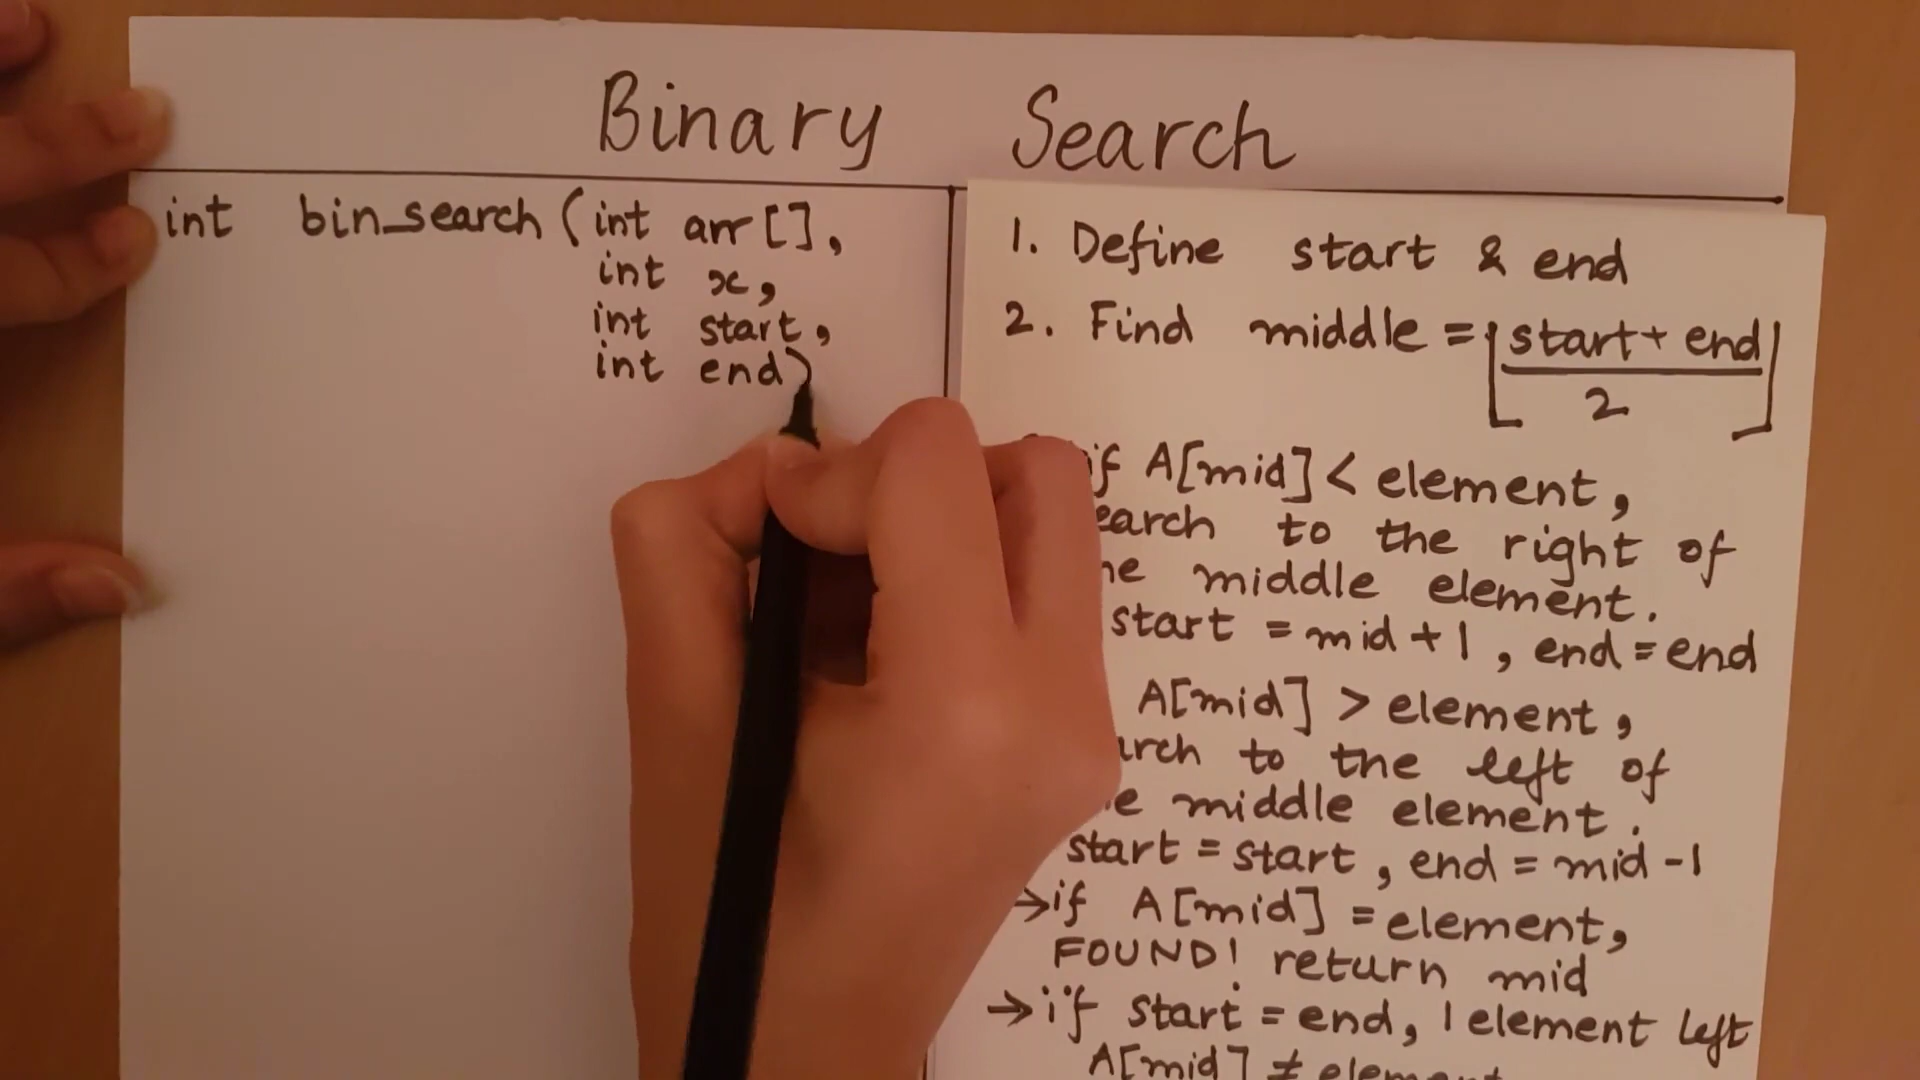 Binary Search
int bin_search (int arr [],
int x,
int start,
int end)
1. Define start & end
2. Find middle = ⌊start + end / 2⌋
if A[mid] < element,
to the right of
middle element.
start = mid + 1, end = end
A[mid] > element,
to the left of
middle element.
start = start, end = mid - 1
→if A[mid] = element,
FOUND! return mid
→if start = end, 1 element left
A[mid] ≠